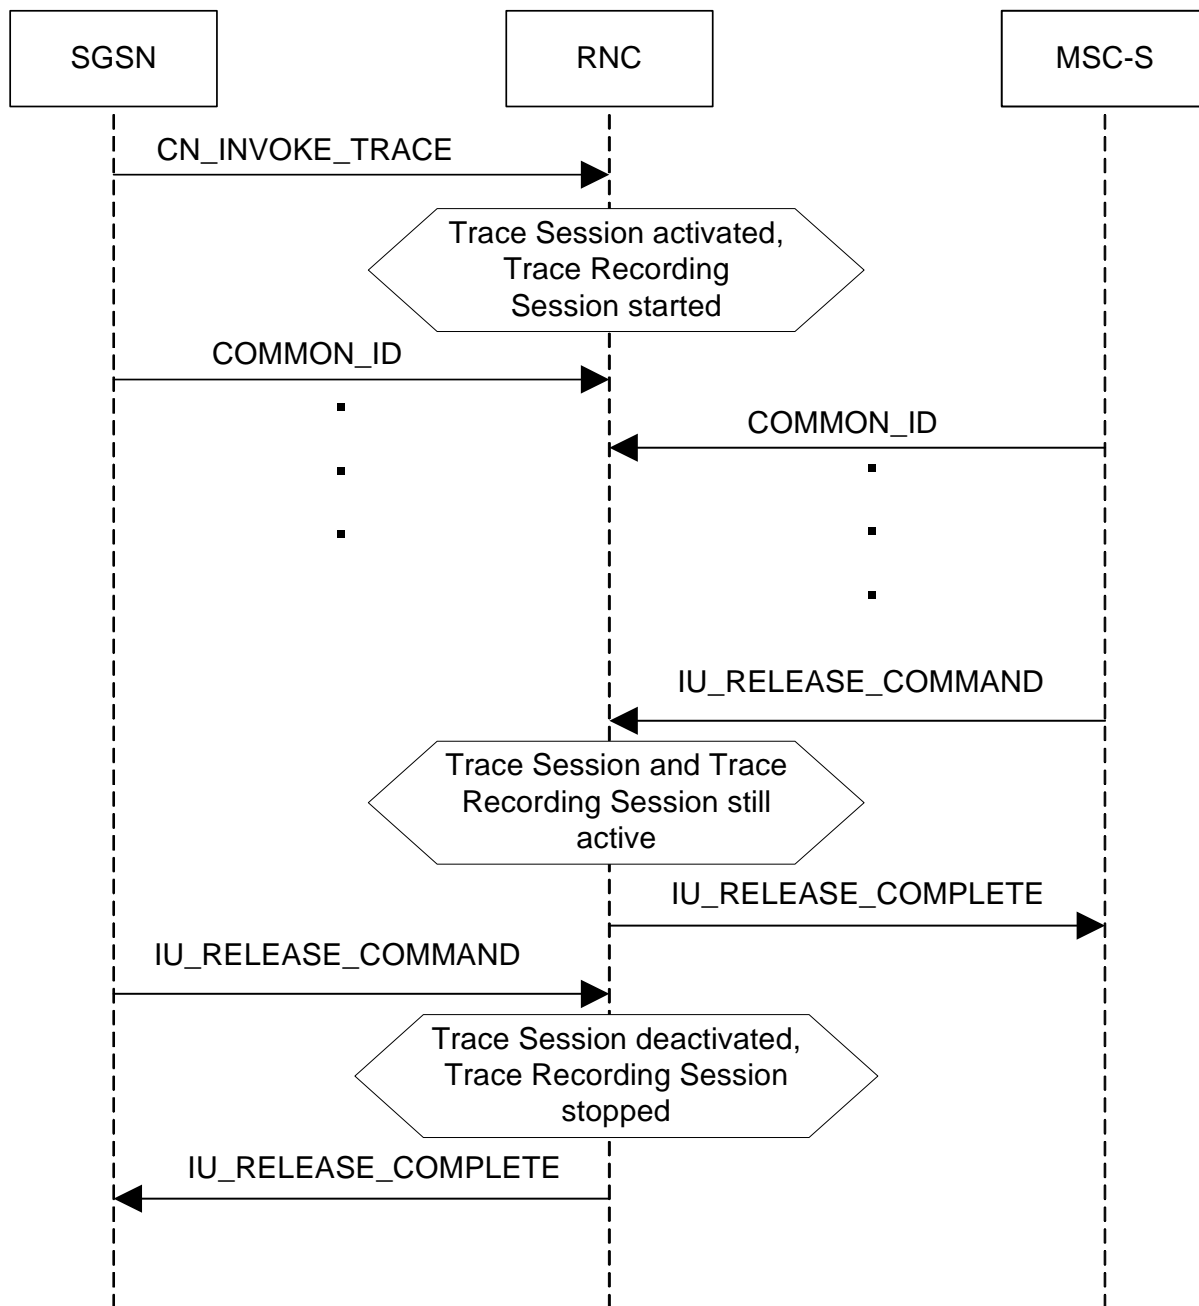 SGSN
RNC
MSC-S
CN_INVOKE_TRACE
Trace Session activated,
Trace Recording
Session started
COMMON_ID
COMMON_ID
IU_RELEASE_COMMAND
Trace Session and Trace
Recording Session still
active
IU_RELEASE_COMPLETE
IU_RELEASE_COMMAND
Trace Session deactivated,
Trace Recording Session
stopped
IU_RELEASE_COMPLETE